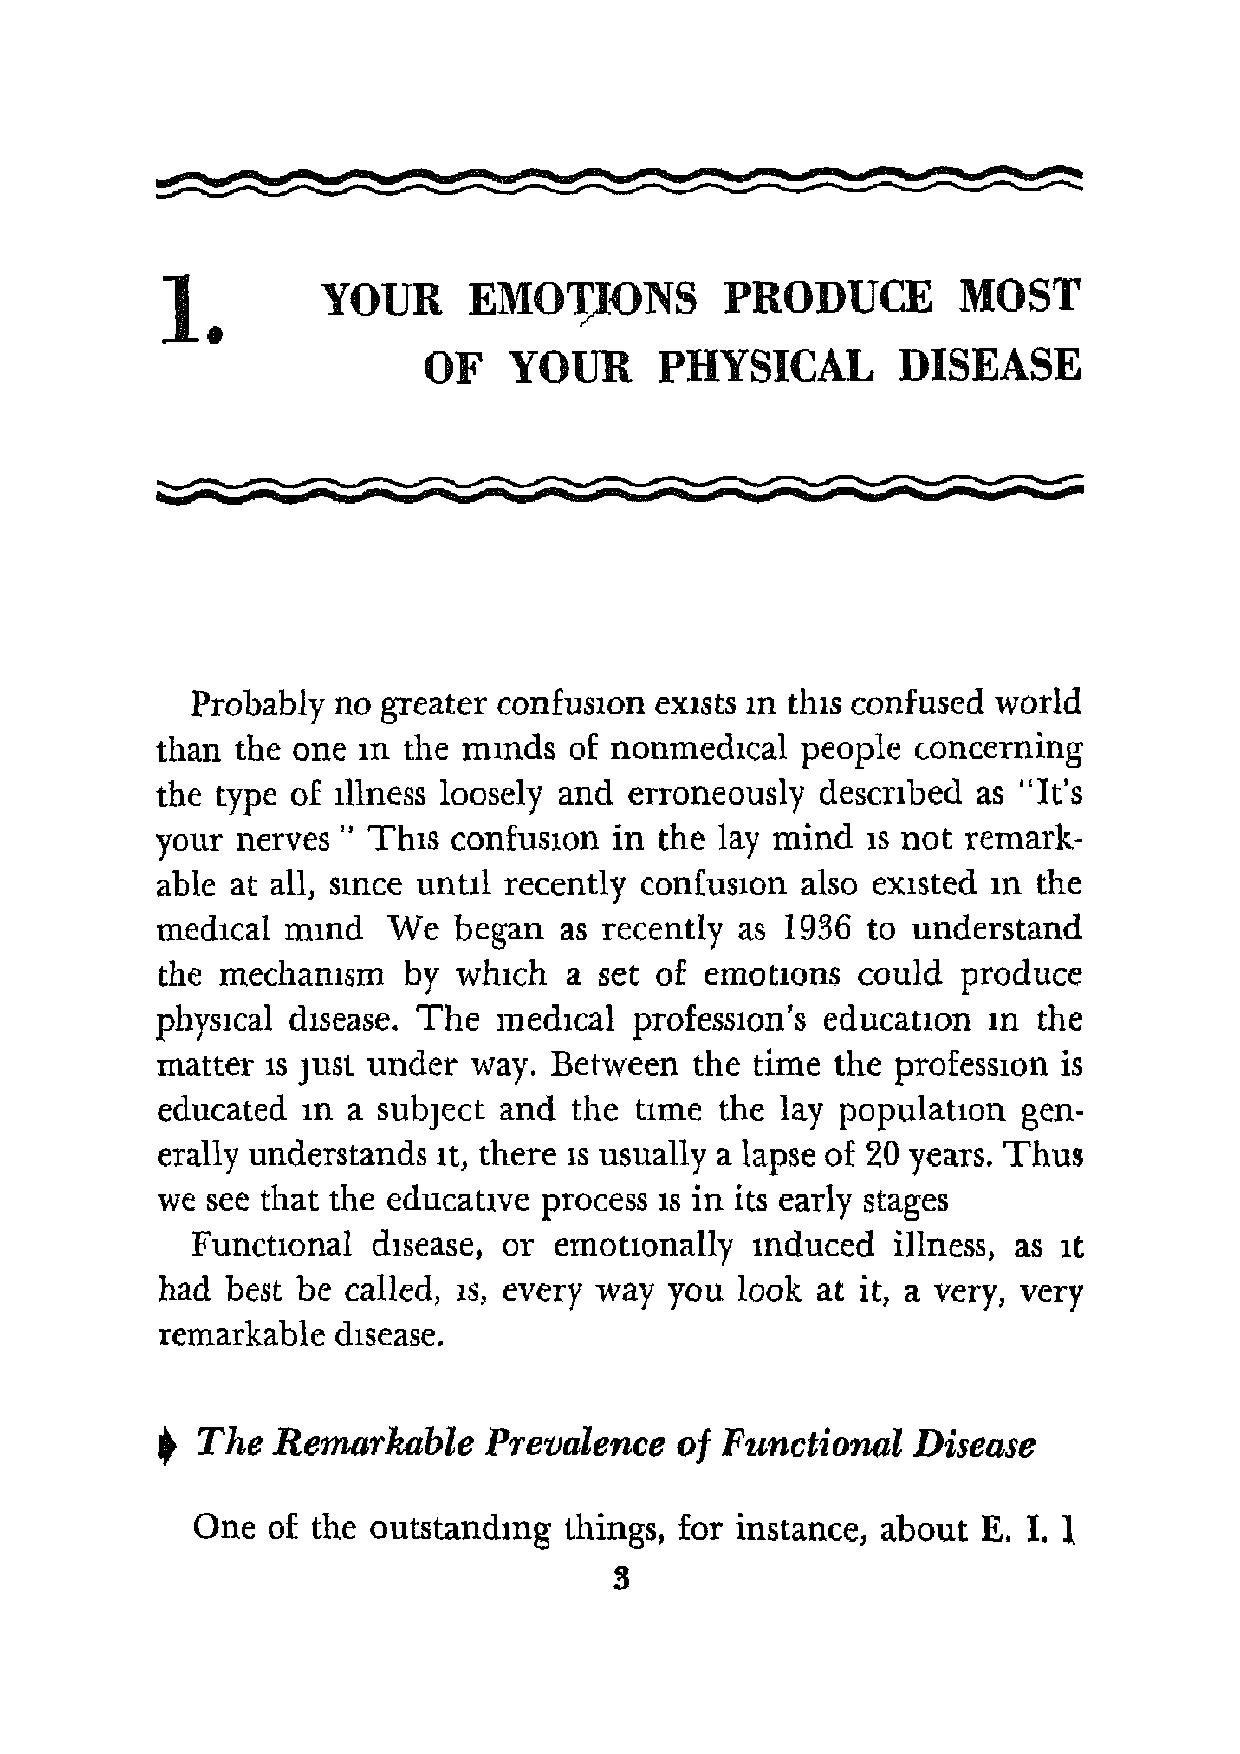 1. YOUR EMOTIONS PRODUCE MOST
OF YOUR PHYSICAL DISEASE
Probably no greater confusion exists in this confused world
than the one in the minds of nonmedical people concerning
the type of illness loosely and erroneously described as "It's
your nerves " This confusion in the lay mind is not remark-
able at all, since until recently confusion also existed in the
medical mind We began as recently as 1936 to understand
the mechanism by which a set of emotions could produce
physical disease. The medical profession's education in the
matter is just under way. Between the time the profession is
educated in a subject and the time the lay population gen-
erally understands it, there is usually a lapse of 20 years. Thus
we see that the educative process is in its early stages
Functional disease, or emotionally induced illness, as it
had best be called, is, every way you look at it, a very, very
remarkable disease.
The Remarkable Prevalence of Functional Disease
One of the outstanding things, for instance, about E. I. I
3